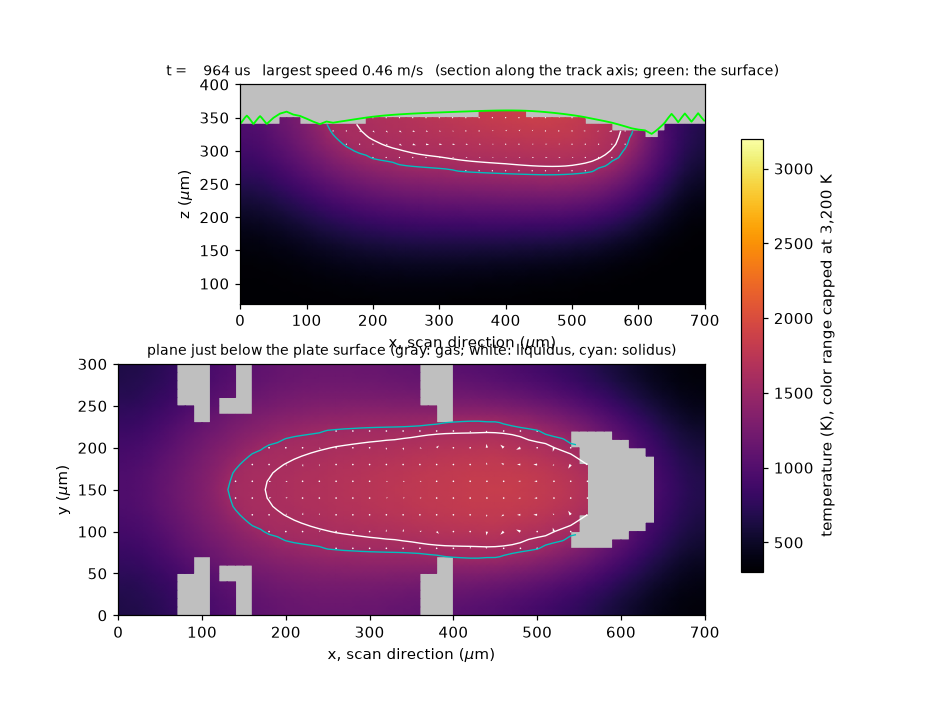 t =    964 us   largest speed 0.46 m/s   (section along the track axis; green: the surface)
400
350
300
250
200
150
100
z (μm)
0 100 200 300 400 500 600 700
x, scan direction (μm)
plane just below the plate surface (gray: gas; white: liquidus, cyan: solidus)
300
250
200
150
100
50
0
y (μm)
0 100 200 300 400 500 600 700
x, scan direction (μm)
3000
2500
2000
1500
1000
500
temperature (K), color range capped at 3,200 K